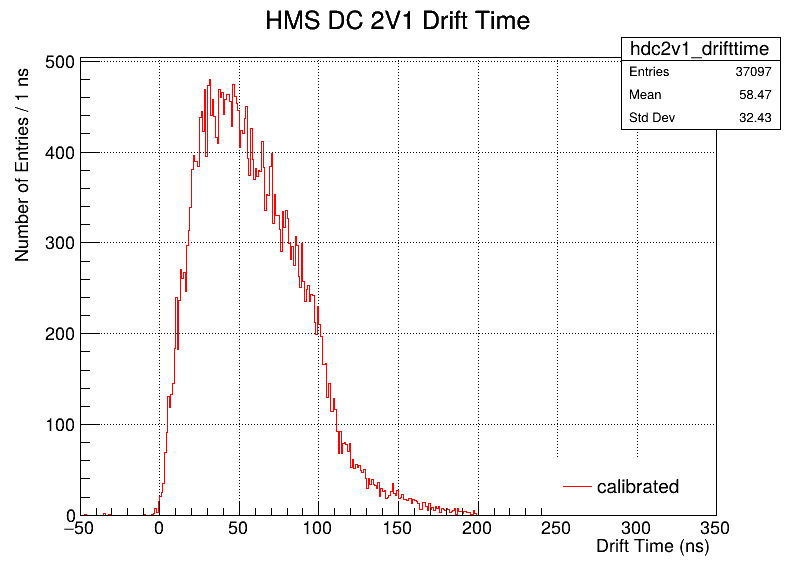 HMS DC 2V1 Drift Time
hdc2v1_drifttime
Entries 37097
Mean 58.47
Std Dev 32.43
Number of Entries / 1 ns
500
400
300
200
100
0
−50 0 50 100 150 200 250 300 350
calibrated
Drift Time (ns)